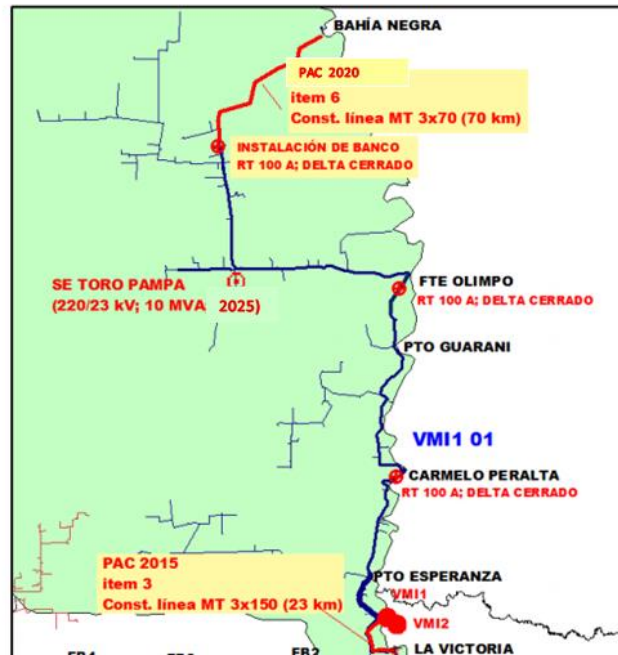 BAHÍA NEGRA
PAC 2020
item 6
Const. línea MT 3x70 (70 km)
INSTALACIÓN DE BANCO
RT 100 A; DELTA CERRADO
SE TORO PAMPA
(220/23 kV; 10 MVA 2025)
FTE OLIMPO
RT 100 A; DELTA CERRADO
PTO GUARANI
VMI1 01
CARMELO PERALTA
RT 100 A; DELTA CERRADO
PAC 2015
item 3
Const. línea MT 3x150 (23 km)
PTO ESPERANZA
VMI1
VMI2
LA VICTORIA